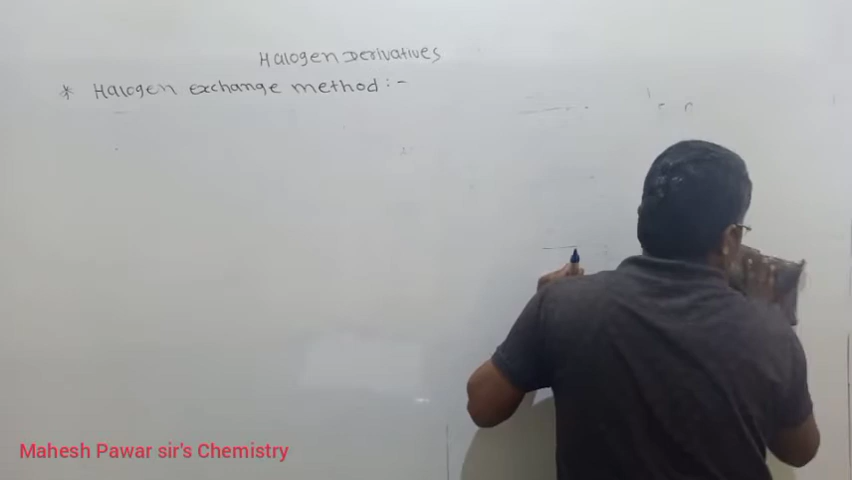 Halogen Derivatives
* Halogen exchange method :-
Mahesh Pawar sir's Chemistry